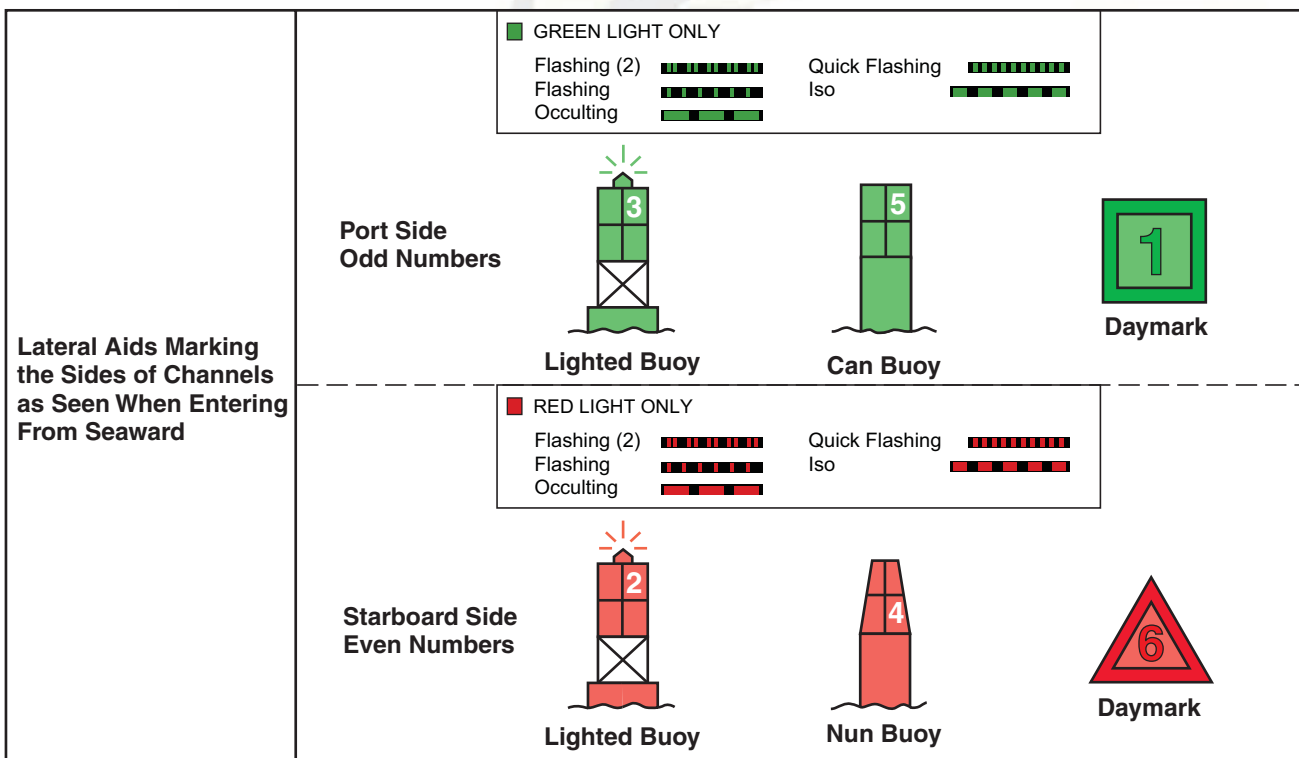 Lateral Aids Marking
the Sides of Channels
as Seen When Entering
From Seaward
GREEN LIGHT ONLY
Flashing (2)
Flashing
Occulting
Quick Flashing
Iso
Port Side
Odd Numbers
3
5
1
Lighted Buoy
Can Buoy
Daymark
RED LIGHT ONLY
Flashing (2)
Flashing
Occulting
Quick Flashing
Iso
Starboard Side
Even Numbers
2
4
6
Lighted Buoy
Nun Buoy
Daymark